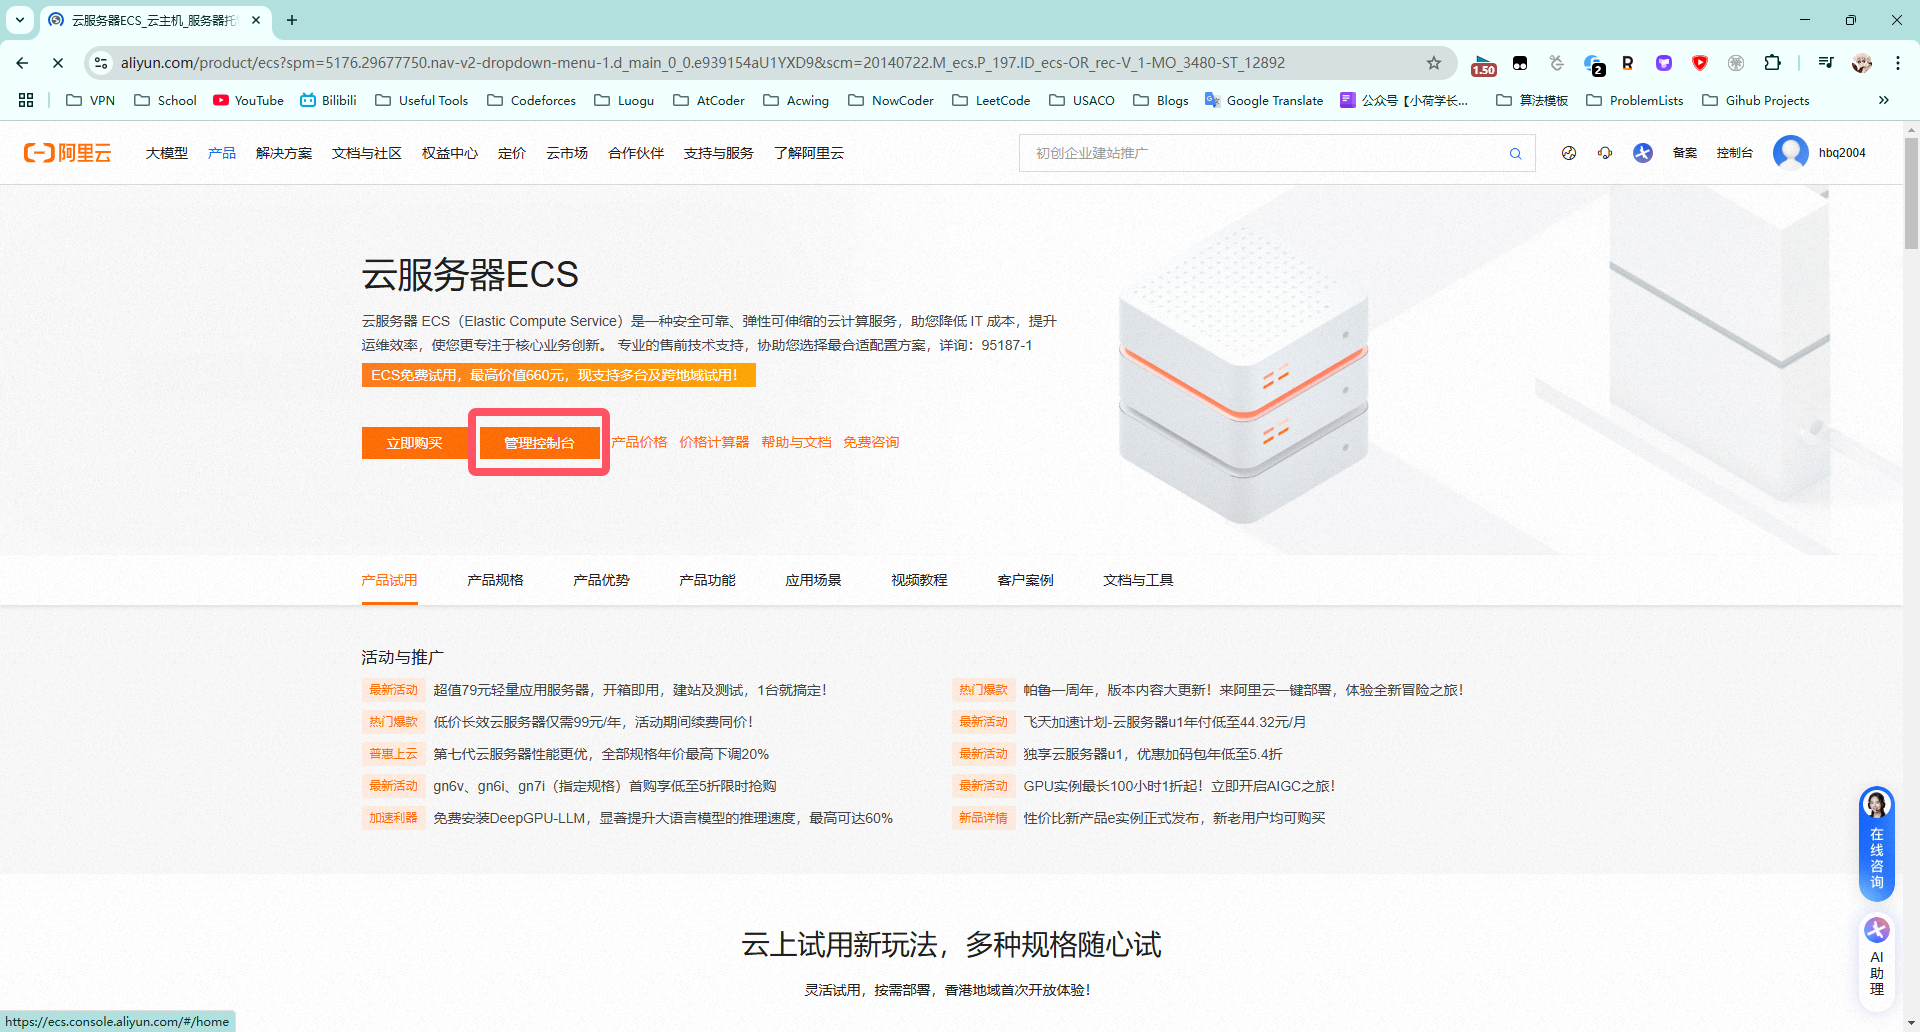 云服务器ECS_云主机_服务器托
aliyun.com/product/ecs?spm=5176.29677750.nav-v2-dropdown-menu-1.d_main_0_0.e939154aU1YXD9&scm=20140722.M_ecs.P_197.ID_ecs-OR_rec-V_1-MO_3480-ST_12892
1.50
2
VPN School YouTube Bilibili Useful Tools Codeforces Luogu AtCoder Acwing NowCoder LeetCode USACO Blogs Google Translate 公众号【小荷学长... 算法模板 ProblemLists Gihub Projects
阿里云 大模型 产品 解决方案 文档与社区 权益中心 定价 云市场 合作伙伴 支持与服务 了解阿里云 初创企业建站推广 备案 控制台 hbq2004
云服务器ECS
云服务器 ECS（Elastic Compute Service）是一种安全可靠、弹性可伸缩的云计算服务，助您降低 IT 成本，提升
运维效率，使您更专注于核心业务创新。 专业的售前技术支持，协助您选择最合适配置方案，详询：95187-1
ECS免费试用，最高价值660元，现支持多台及跨地域试用！
立即购买 管理控制台 产品价格 价格计算器 帮助与文档 免费咨询
产品试用 产品规格 产品优势 产品功能 应用场景 视频教程 客户案例 文档与工具
活动与推广
最新活动 超值79元轻量应用服务器，开箱即用，建站及测试，1台就搞定！
热门爆款 帕鲁一周年，版本内容大更新！来阿里云一键部署，体验全新冒险之旅！
热门爆款 低价长效云服务器仅需99元/年，活动期间续费同价！
最新活动 飞天加速计划-云服务器u1年付低至44.32元/月
普惠上云 第七代云服务器性能更优，全部规格年价最高下调20%
最新活动 独享云服务器u1，优惠加码包年低至5.4折
最新活动 gn6v、gn6i、gn7i（指定规格）首购享低至5折限时抢购
最新活动 GPU实例最长100小时1折起！立即开启AIGC之旅！
加速利器 免费安装DeepGPU-LLM，显著提升大语言模型的推理速度，最高可达60%
新品详情 性价比新产品e实例正式发布，新老用户均可购买
在线咨询
AI助理
云上试用新玩法，多种规格随心试
灵活试用，按需部署，香港地域首次开放体验！
https://ecs.console.aliyun.com/#/home